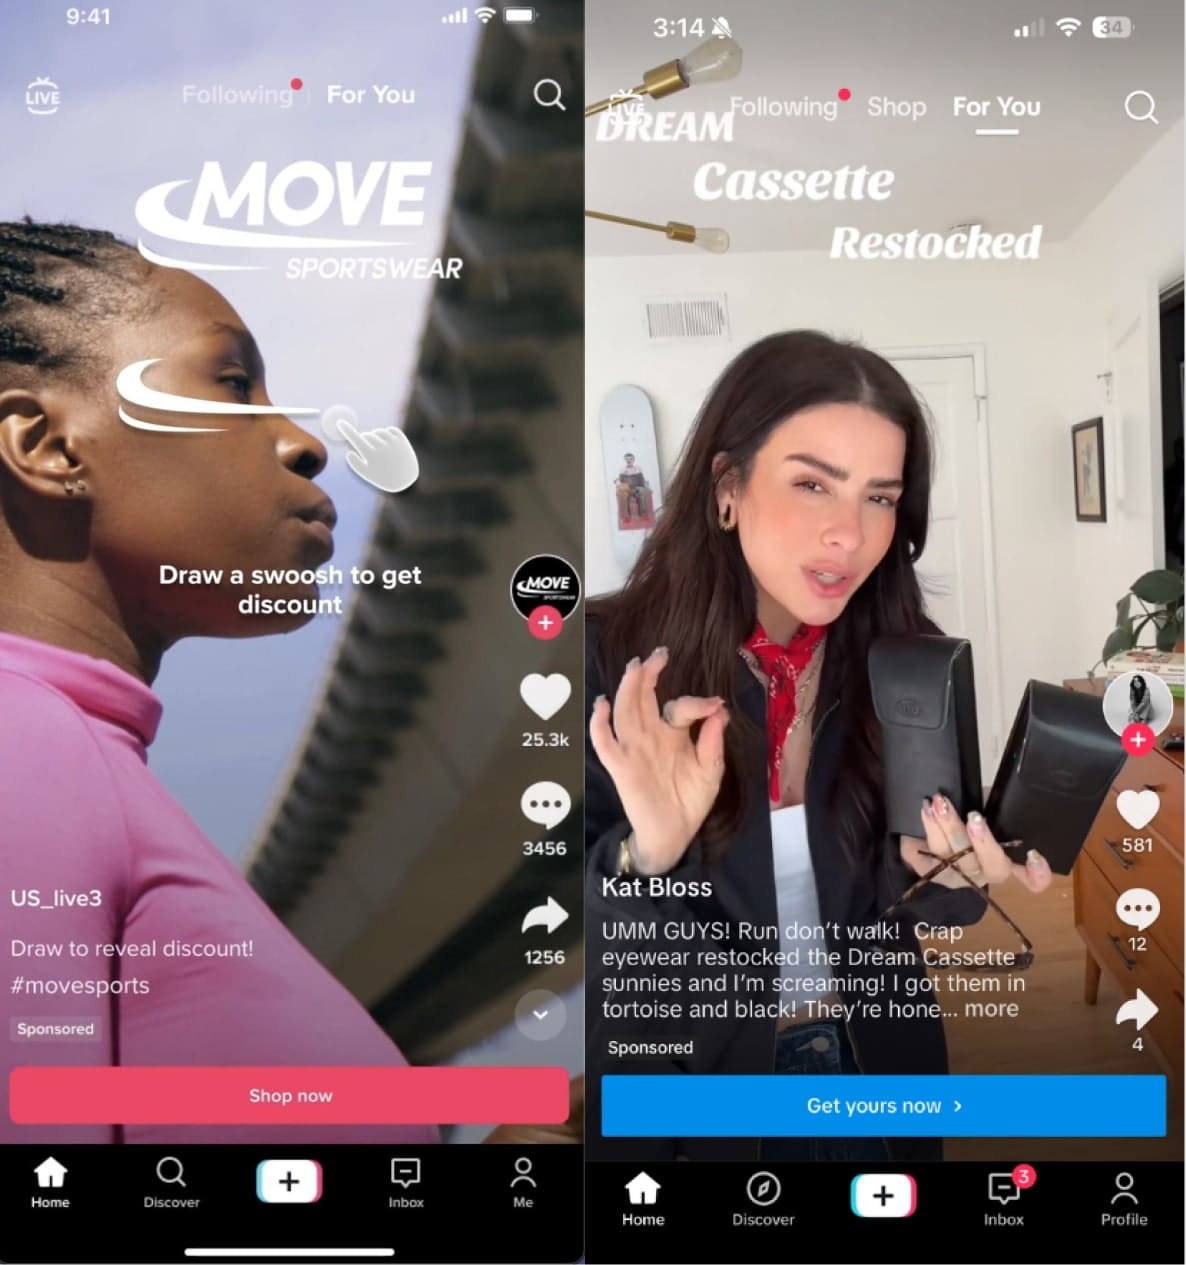 9:41
LIVE
Following
For You
MOVE
SPORTSWEAR
Draw a swoosh to get
discount
MOVE
SPORTSWEAR
25.3k
3456
1256
US_live3
Draw to reveal discount!
#movesports
Sponsored
Shop now
Home
Discover
Inbox
Me
3:14
34
LIVE
Following
Shop
For You
DREAM
Cassette
Restocked
581
12
4
Kat Bloss
UMM GUYS! Run don’t walk!  Crap
eyewear restocked the Dream Cassette
sunnies and I’m screaming! I got them in
tortoise and black! They’re hone... more
Sponsored
Get yours now
Home
Discover
3
Inbox
Profile